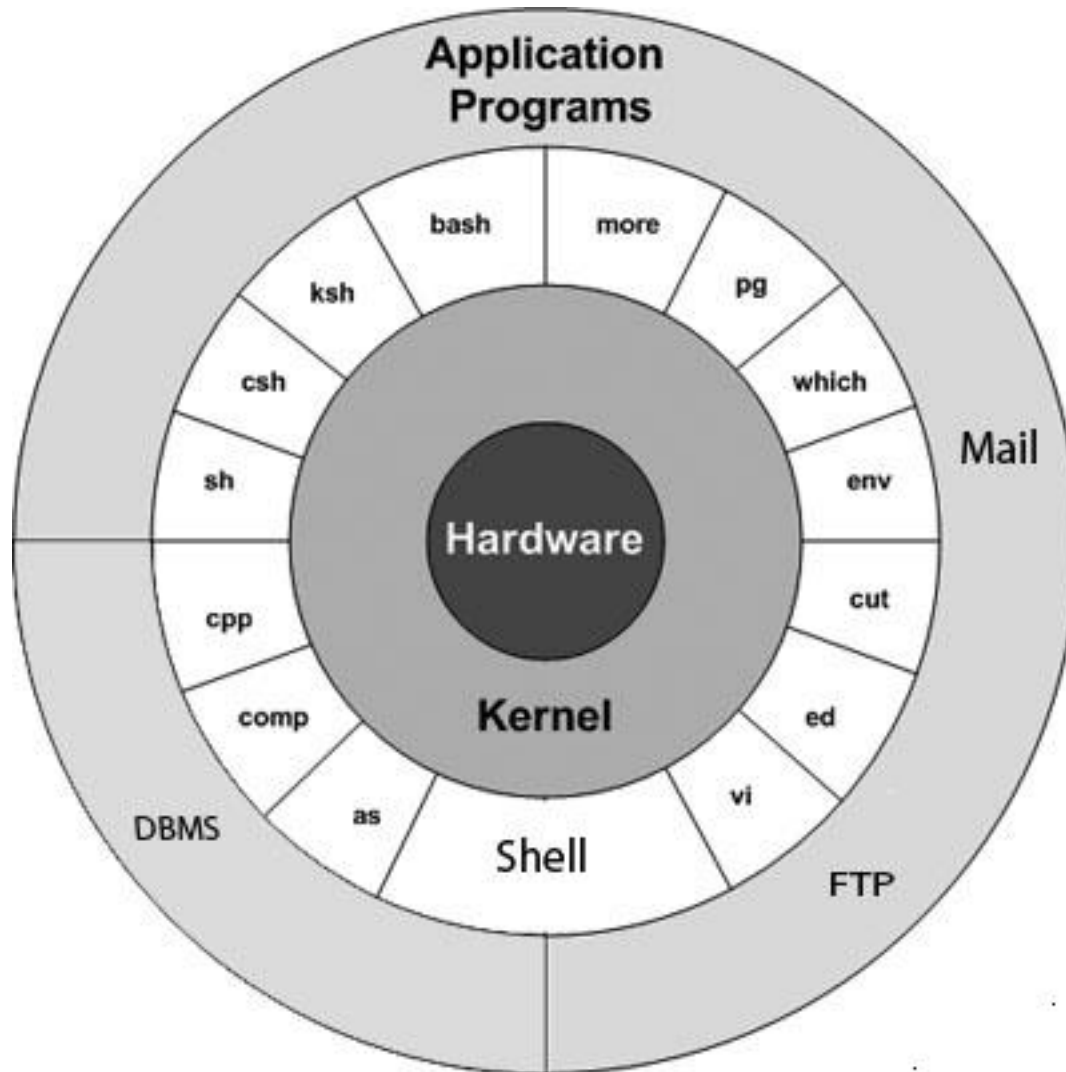 Application
Programs
bash
more
ksh
pg
csh
which
Mail
sh
env
Hardware
cpp
cut
comp
Kernel
ed
as
vi
DBMS
Shell
FTP